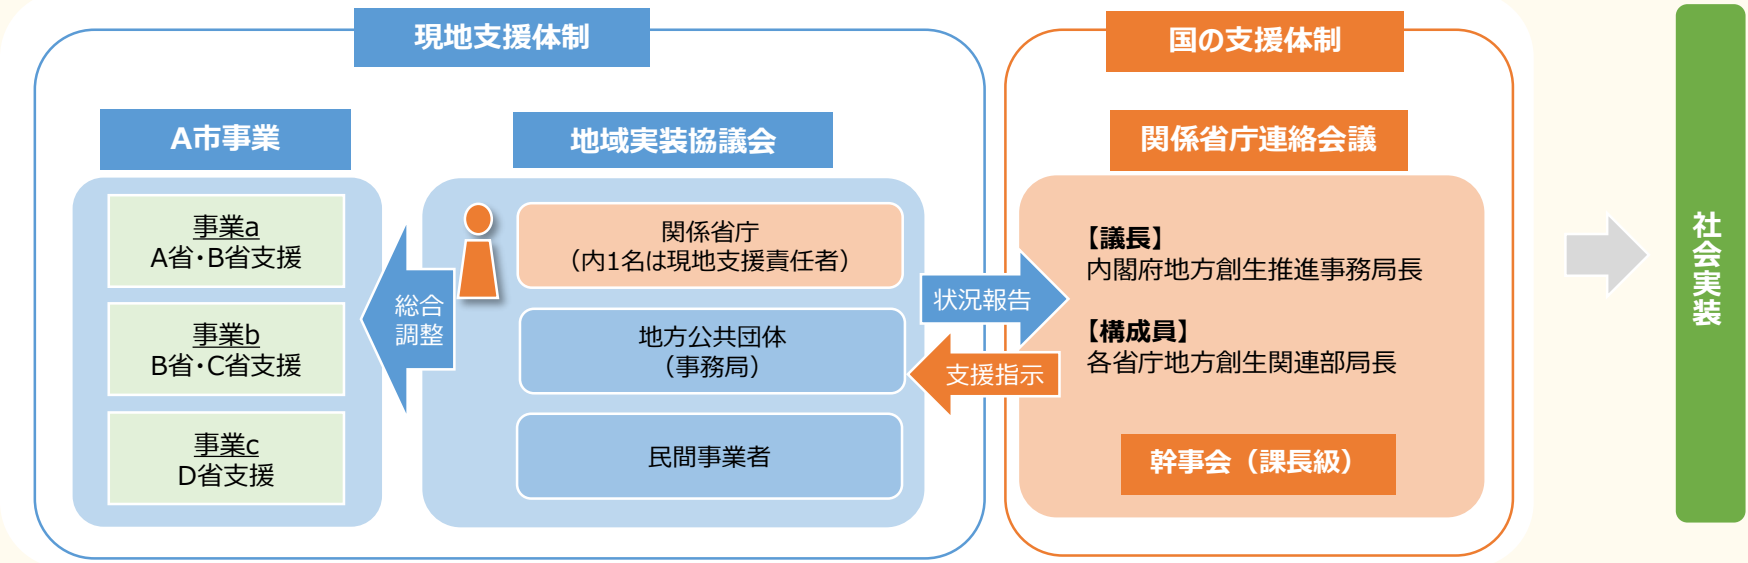 現地支援体制
A市事業
事業a
A省・B省支援
事業b
B省・C省支援
事業c
D省支援
総合
調整
地域実装協議会
関係省庁
（内1名は現地支援責任者）
地方公共団体
（事務局）
民間事業者
状況報告
支援指示
国の支援体制
関係省庁連絡会議
【議長】
内閣府地方創生推進事務局長
【構成員】
各省庁地方創生関連部局長
幹事会（課長級）
社会実装